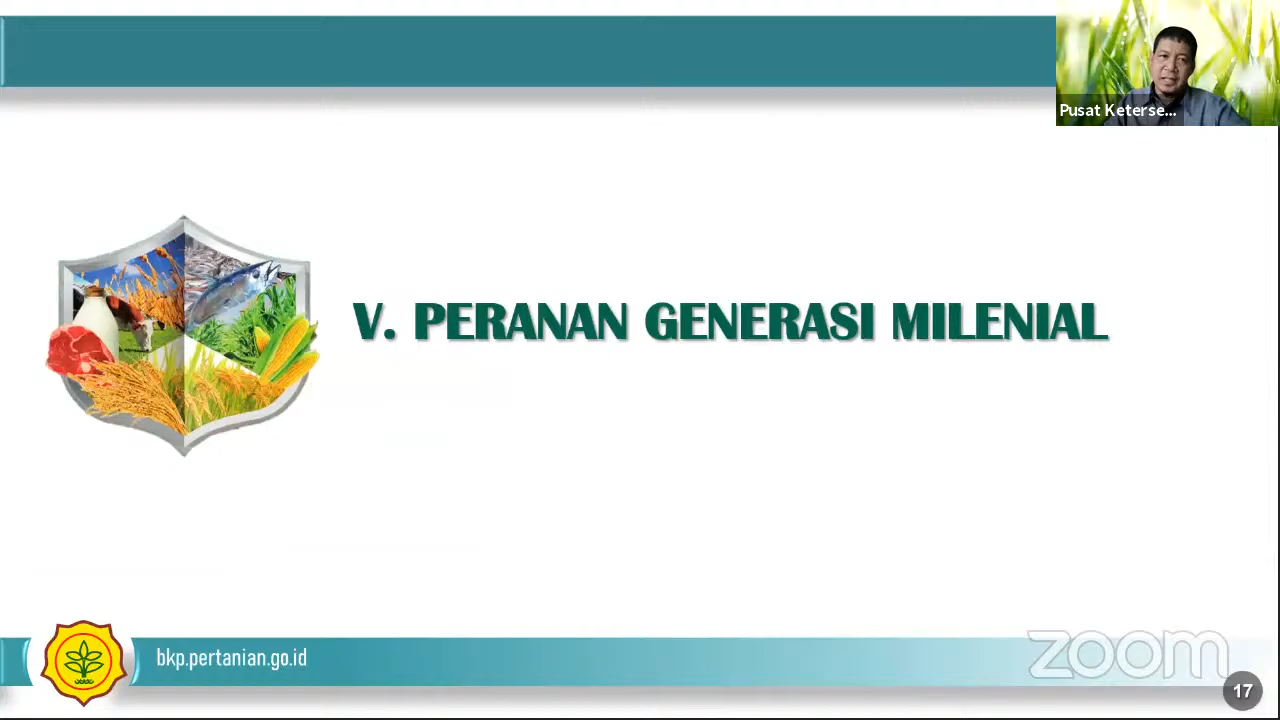 Pusat Keterse...
V. PERANAN GENERASI MILENIAL
bkp.pertanian.go.id
zoom
17